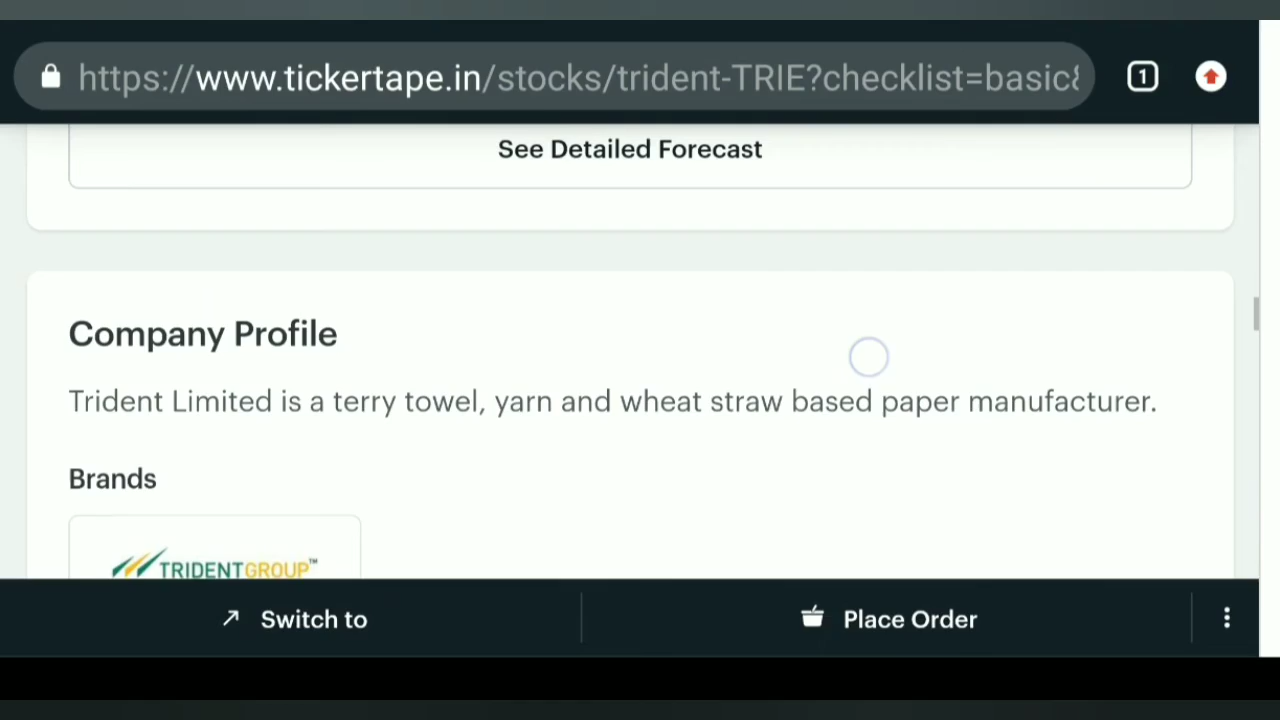 https://www.tickertape.in/stocks/trident-TRIE?checklist=basic&
1
See Detailed Forecast
Company Profile
Trident Limited is a terry towel, yarn and wheat straw based paper manufacturer.
Brands
TRIDENTGROUP™
Switch to
Place Order